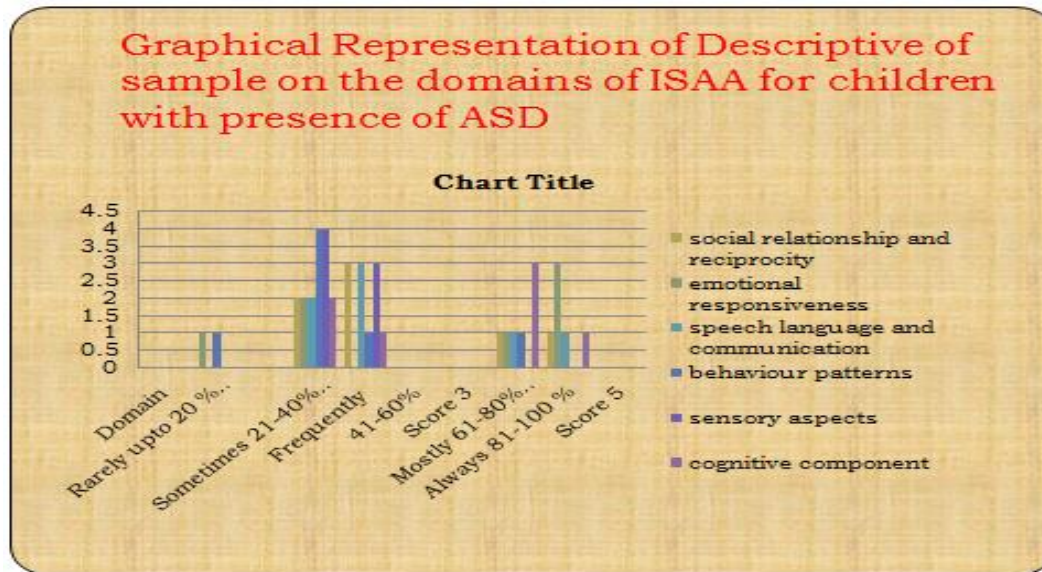 Graphical Representation of Descriptive of
sample on the domains of ISAA for children
with presence of ASD
Chart Title
4.5
4
3.5
3
2.5
2
1.5
1
0.5
0
Domain
Rarely upto 20 %..
Sometimes 21-40%..
Frequently
41-60%
Score 3
Mostly 61-80%..
Always 81-100 %
Score 5
social relationship and
reciprocity
emotional
responsiveness
speech language and
communication
behaviour patterns
sensory aspects
cognitive component